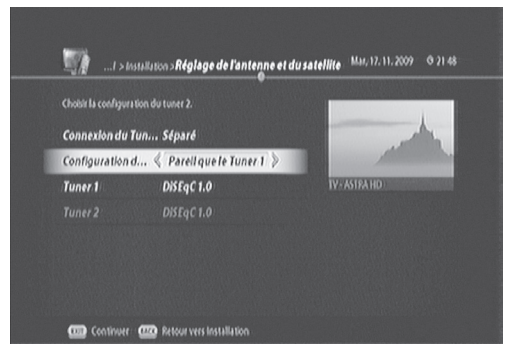 ...l > Installation > Réglage de l'antenne et du satellite Mar, 17. 11. 2009 21:48
Choisir la configuration du tuner 2.
Connexion du Tun... Séparé
Configuration d... Pareil que le Tuner 1
Tuner 1 DiSEqC 1.0
Tuner 2 DiSEqC 1.0
TV - ASTRA HD
EXIT Continuer BACK Retour vers Installation